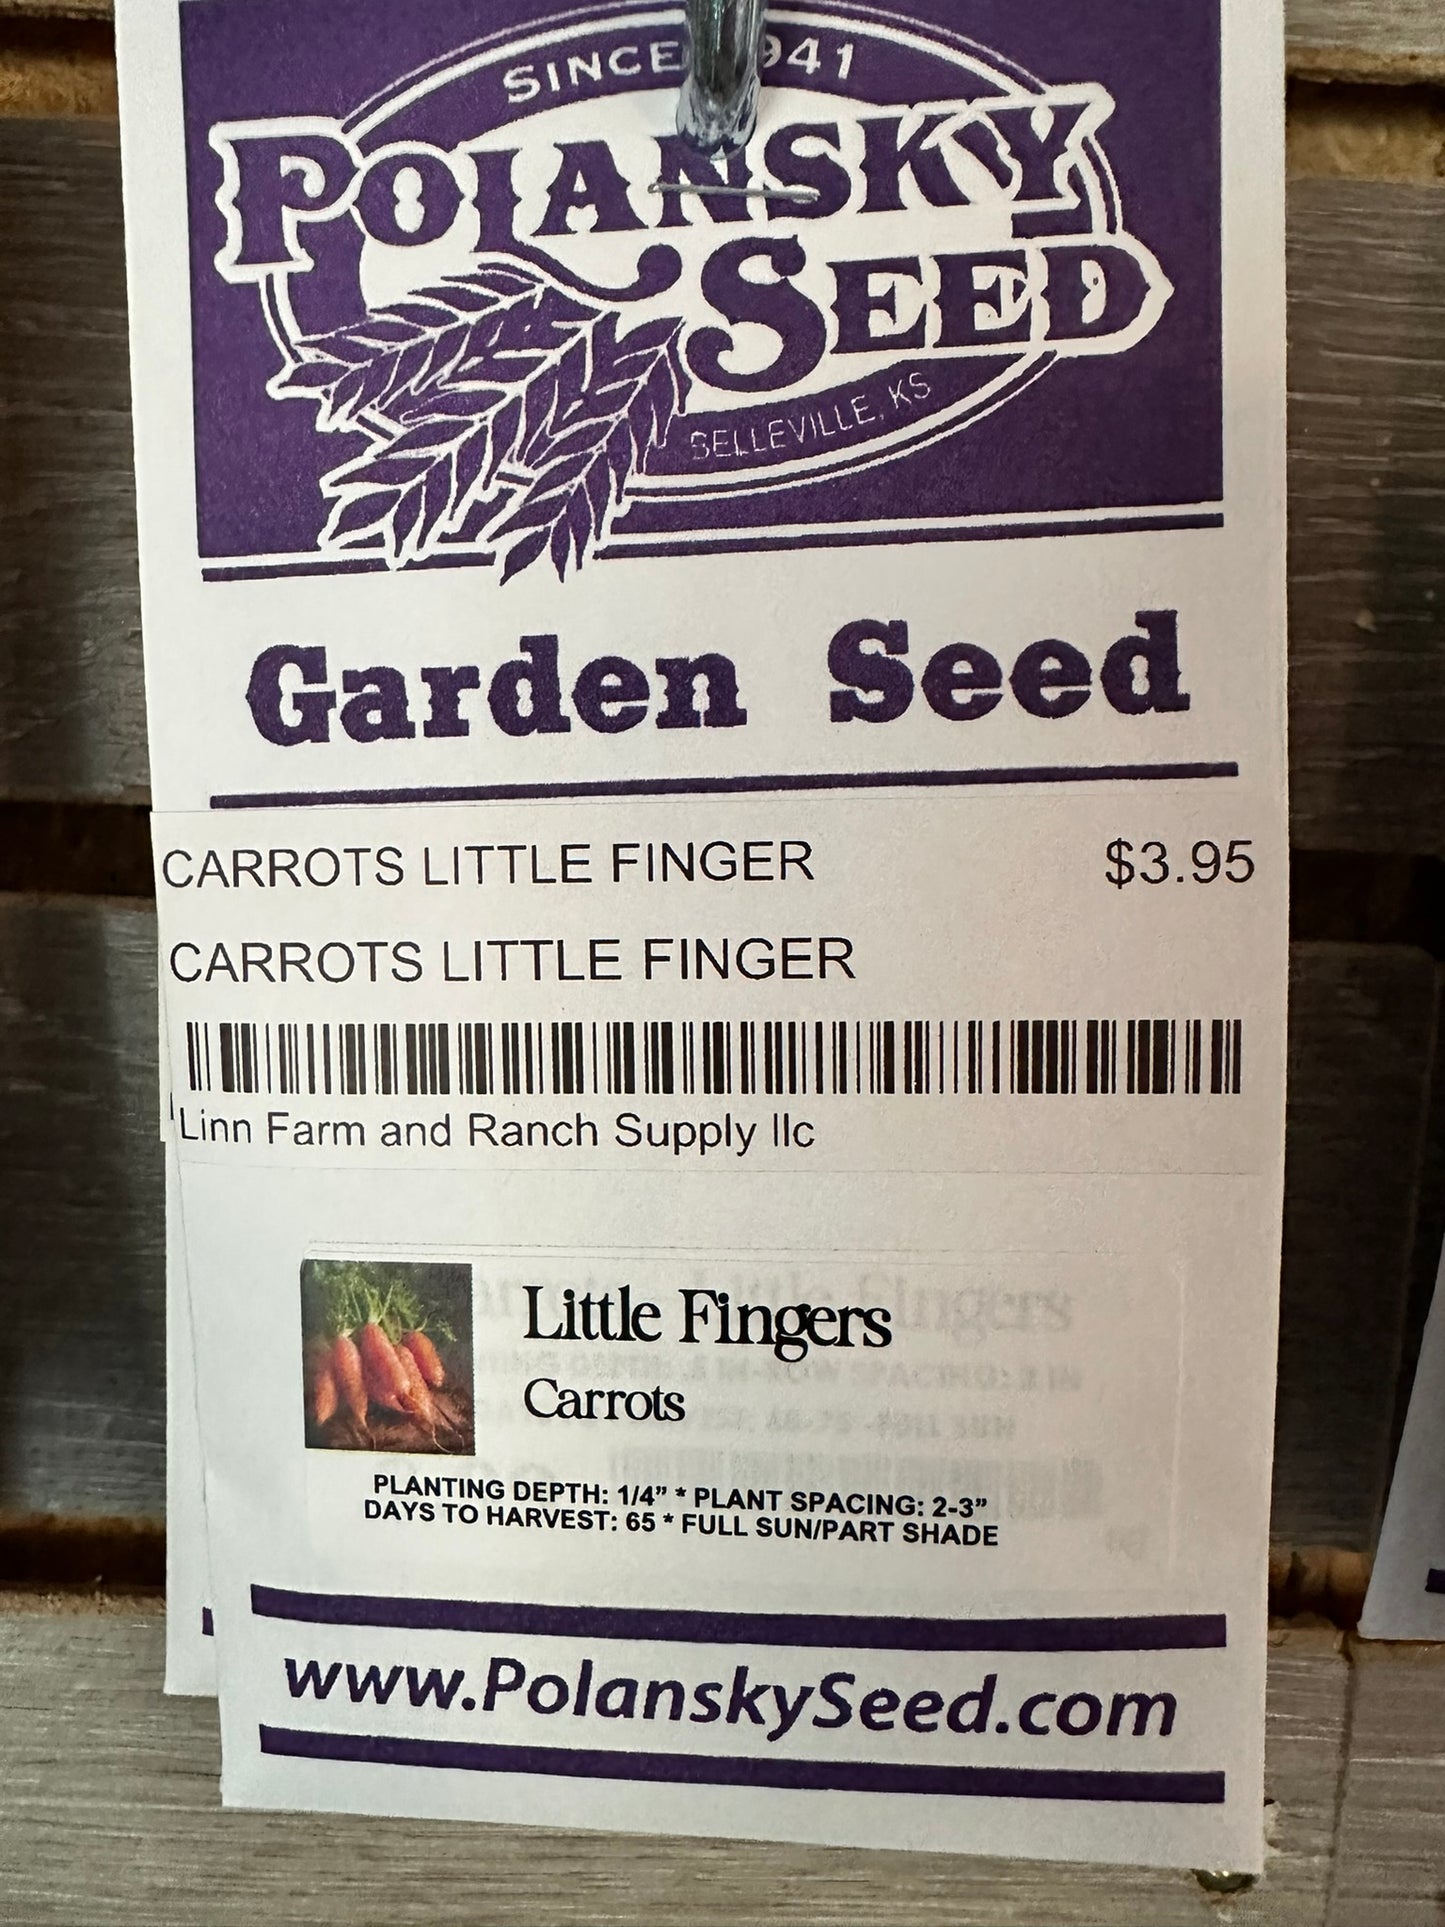 SINCE 1941
POLANSKY
SEED
BELLEVILLE, KS
Garden Seed
CARROTS LITTLE FINGER $3.95
CARROTS LITTLE FINGER
Linn Farm and Ranch Supply llc
Little Fingers
Carrots
PLANTING DEPTH: 1/4” * PLANT SPACING: 2-3”
DAYS TO HARVEST: 65 * FULL SUN/PART SHADE
www.PolanskySeed.com